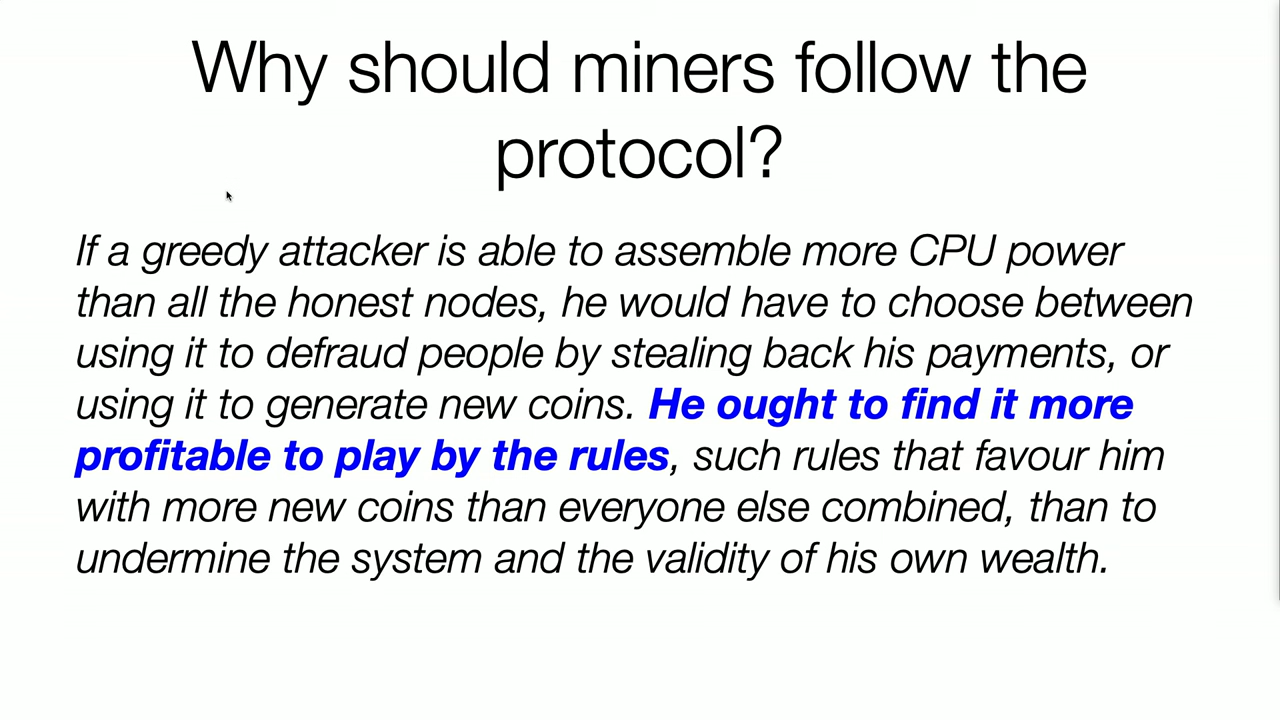 Why should miners follow the
protocol?
If a greedy attacker is able to assemble more CPU power
than all the honest nodes, he would have to choose between
using it to defraud people by stealing back his payments, or
using it to generate new coins. He ought to find it more
profitable to play by the rules, such rules that favour him
with more new coins than everyone else combined, than to
undermine the system and the validity of his own wealth.